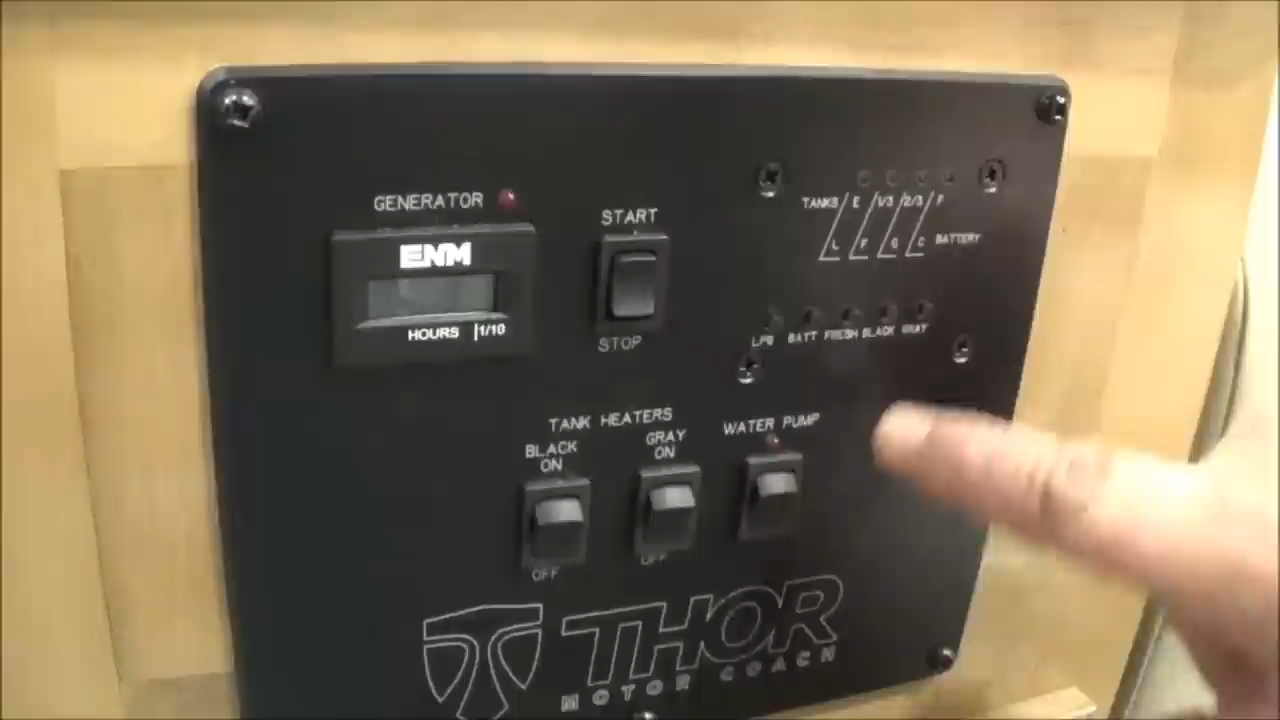 GENERATOR
ENM
HOURS 1/10
START
STOP
TANKS E 1/3 2/3 F
L F G C BATTERY
LPG BATT FRESH BLACK GRAY
TANK HEATERS
BLACK
ON
OFF
GRAY
ON
OFF
WATER PUMP
THOR
MOTOR COACH